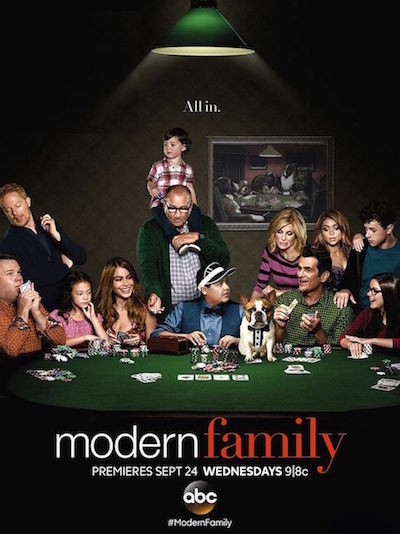 All in.
modern family
PREMIERES SEPT 24 WEDNESDAYS 9|8c
abc
#ModernFamily